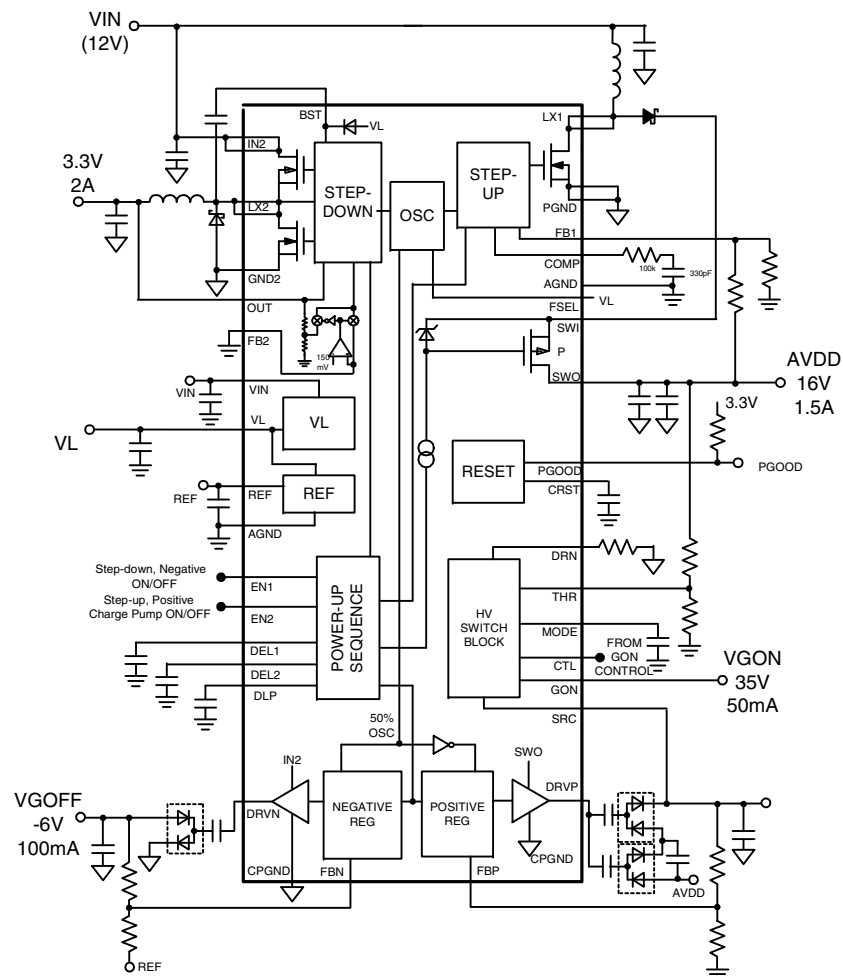 VIN
(12V)
BST
VL
LX1
IN2
3.3V
2A
STEP-
DOWN
STEP-
UP
OSC
LX2
PGND
FB1
GND2
COMP
100k
330pF
AGND
OUT
FSEL
VL
SWI
FB2
150
mV
P
SWO
AVDD
16V
1.5A
VIN
VIN
3.3V
VL
VL
VL
RESET
PGOOD
PGOOD
CRST
REF
REF
REF
AGND
DRN
Step-down, Negative
ON/OFF
EN1
Step-up, Positive
Charge Pump ON/OFF
EN2
POWER-UP
SEQUENCE
HV
SWITCH
BLOCK
THR
MODE
FROM
GON
CONTROL
CTL
GON
VGON
35V
50mA
DEL1
DEL2
DLP
SRC
50%
OSC
IN2
SWO
VGOFF
-6V
100mA
DRVN
NEGATIVE
REG
POSITIVE
REG
DRVP
CPGND
CPGND
FBN
FBP
AVDD
REF